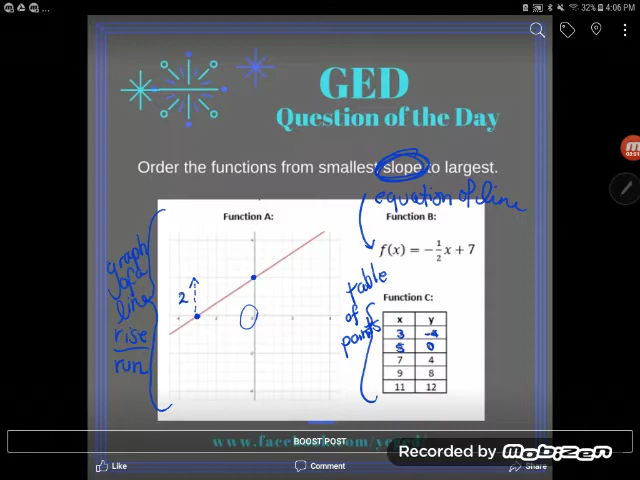 32% 4:06 PM
GED
Question of the Day
Order the functions from smallest slope to largest.
equation of line
Function A:
Function B:
f(x) = -1/2x + 7
graph
of a
line
rise
run
2
table
of
points
Function C:
x y
3 -4
5 0
7 4
9 8
11 12
BOOST POST
Recorded by mobizen
Like
Comment
Share